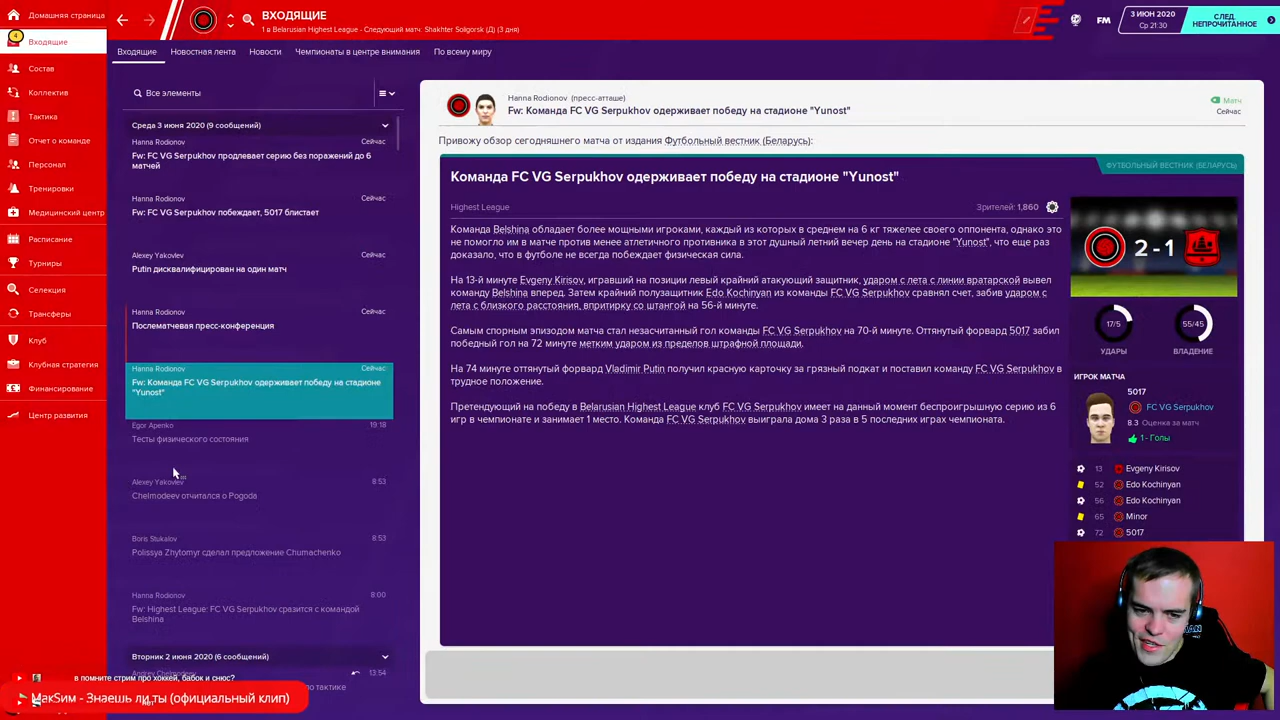 Домашняя страница
4
Входящие
Состав
Коллектив
Тактика
Отчет о команде
Персонал
Тренировки
Медицинский центр
Расписание
Турниры
Селекция
Трансферы
Клуб
Клубная стратегия
Финансирование
Центр развития
ВХОДЯЩИЕ
1 в Belarusian Highest League - Следующий матч: Shakhter Soligorsk (Д) (3 дня)
FM
3 ИЮН 2020
Ср 21:30
СЛЕД.
НЕПРОЧИТАННОЕ
Входящие Новостная лента Новости Чемпионаты в центре внимания По всему миру
Все элементы
Среда 3 июня 2020 (9 сообщений)
Hanna Rodionov Сейчас
Fw: FC VG Serpukhov продлевает серию без поражений до 6
матчей
Hanna Rodionov Сейчас
Fw: FC VG Serpukhov побеждает, 5017 блистает
Alexey Yakovlev Сейчас
Putin дисквалифицирован на один матч
Hanna Rodionov Сейчас
Послематчевая пресс-конференция
Hanna Rodionov Сейчас
Fw: Команда FC VG Serpukhov одерживает победу на стадионе
"Yunost"
Egor Apenko 19:18
Тесты физического состояния
Alexey Yakovlev 8:53
Chelmodeev отчитался о Pogoda
Boris Stukalov 8:53
Polissya Zhytomyr сделал предложение Chumachenko
Hanna Rodionov 8:00
Fw: Highest League: FC VG Serpukhov сразится с командой
Belshina
Вторник 2 июня 2020 (6 сообщений)
Andrey Chelmodeev 13:54
по тактике
Hanna Rodionov (пресс-атташе)
Fw: Команда FC VG Serpukhov одерживает победу на стадионе "Yunost"
Матч
Сейчас
Привожу обзор сегодняшнего матча от издания Футбольный вестник (Беларусь):
ФУТБОЛЬНЫЙ ВЕСТНИК (БЕЛАРУСЬ)
Команда FC VG Serpukhov одерживает победу на стадионе "Yunost"
Highest League Зрителей: 1,860
Команда Belshina обладает более мощными игроками, каждый из которых в среднем на 6 кг тяжелее своего оппонента, однако это
не помогло им в матче против менее атлетичного противника в этот душный летний вечер день на стадионе "Yunost", что еще раз
доказало, что в футболе не всегда побеждает физическая сила.
На 13-й минуте Evgeny Kirisov, игравший на позиции левый крайний атакующий защитник, ударом с лета с линии вратарской вывел
команду Belshina вперед. Затем крайний полузащитник Edo Kochinyan из команды FC VG Serpukhov сравнял счет, забив ударом с
лета с близкого расстояния, впритирку со штангой на 56-й минуте.
Самым спорным эпизодом матча стал незасчитанный гол команды FC VG Serpukhov на 70-й минуте. Оттянутый форвард 5017 забил
победный гол на 72 минуте метким ударом из пределов штрафной площади.
На 74 минуте оттянутый форвард Vladimir Putin получил красную карточку за грязный подкат и поставил команду FC VG Serpukhov в
трудное положение.
Претендующий на победу в Belarusian Highest League клуб FC VG Serpukhov имеет на данный момент беспроигрышную серию из 6
игр в чемпионате и занимает 1 место. Команда FC VG Serpukhov выиграла дома 3 раза в 5 последних играх чемпионата.
2 - 1
17/5 55/45
УДАРЫ ВЛАДЕНИЕ
ИГРОК МАТЧА
5017
FC VG Serpukhov
8.3 Оценка за матч
1 - Голы
13 Evgeny Kirisov
52 Edo Kochinyan
56 Edo Kochinyan
65 Minor
72 5017
в помните стрим про хоккей, бабок и снюс?
МакSим - Знаешь ли ты (официальный клип)